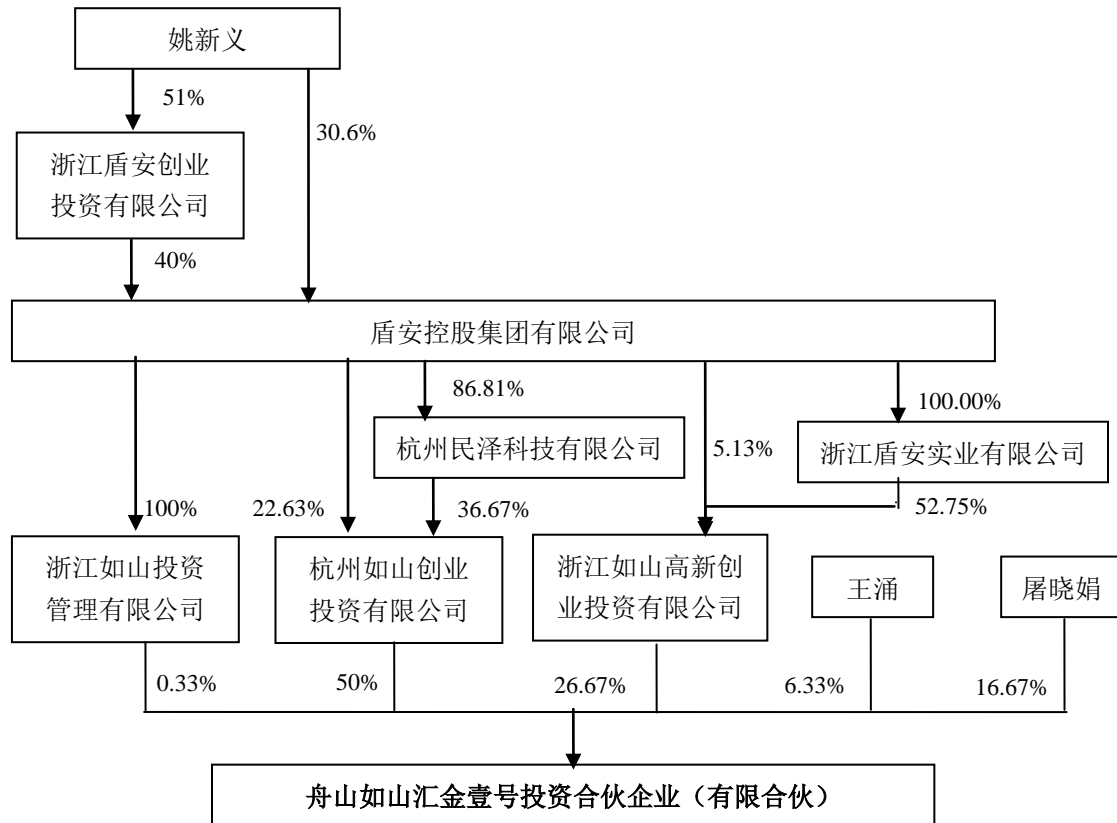 姚新义
51%
30.6%
浙江盾安创业
投资有限公司
40%
盾安控股集团有限公司
86.81%
100.00%
杭州民泽科技有限公司
5.13%
浙江盾安实业有限公司
100%
22.63%
36.67%
52.75%
浙江如山投资
管理有限公司
杭州如山创业
投资有限公司
浙江如山高新创
业投资有限公司
王涌
屠晓娟
0.33%
50%
26.67%
6.33%
16.67%
舟山如山汇金壹号投资合伙企业（有限合伙）